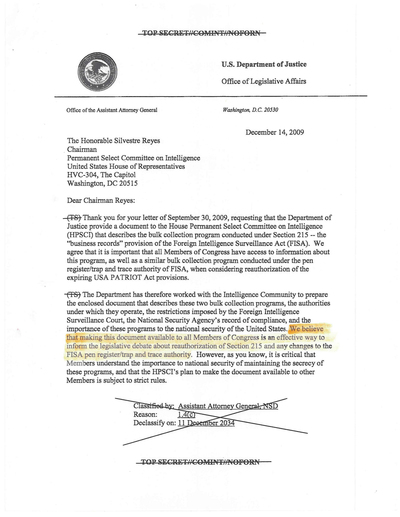 TOP SECRET//COMINT//NOFORN
U.S. Department of Justice
Office of Legislative Affairs
Office of the Assistant Attorney General
Washington, D.C. 20530
December 14, 2009
The Honorable Silvestre Reyes
Chairman
Permanent Select Committee on Intelligence
United States House of Representatives
HVC-304, The Capitol
Washington, DC 20515
Dear Chairman Reyes:
(TS) Thank you for your letter of September 30, 2009, requesting that the Department of
Justice provide a document to the House Permanent Select Committee on Intelligence
(HPSCI) that describes the bulk collection program conducted under Section 215 -- the
"business records" provision of the Foreign Intelligence Surveillance Act (FISA). We
agree that it is important that all Members of Congress have access to information about
this program, as well as a similar bulk collection program conducted under the pen
register/trap and trace authority of FISA, when considering reauthorization of the
expiring USA PATRIOT Act provisions.
(TS) The Department has therefore worked with the Intelligence Community to prepare
the enclosed document that describes these two bulk collection programs, the authorities
under which they operate, the restrictions imposed by the Foreign Intelligence
Surveillance Court, the National Security Agency's record of compliance, and the
importance of these programs to the national security of the United States. We believe
that making this document available to all Members of Congress is an effective way to
inform the legislative debate about reauthorization of Section 215 and any changes to the
FISA pen register/trap and trace authority. However, as you know, it is critical that
Members understand the importance to national security of maintaining the secrecy of
these programs, and that the HPSCI's plan to make the document available to other
Members is subject to strict rules.
Classified by: Assistant Attorney General, NSD
Reason: 1.4(c)
Declassify on: 11 December 2034
TOP SECRET//COMINT//NOFORN